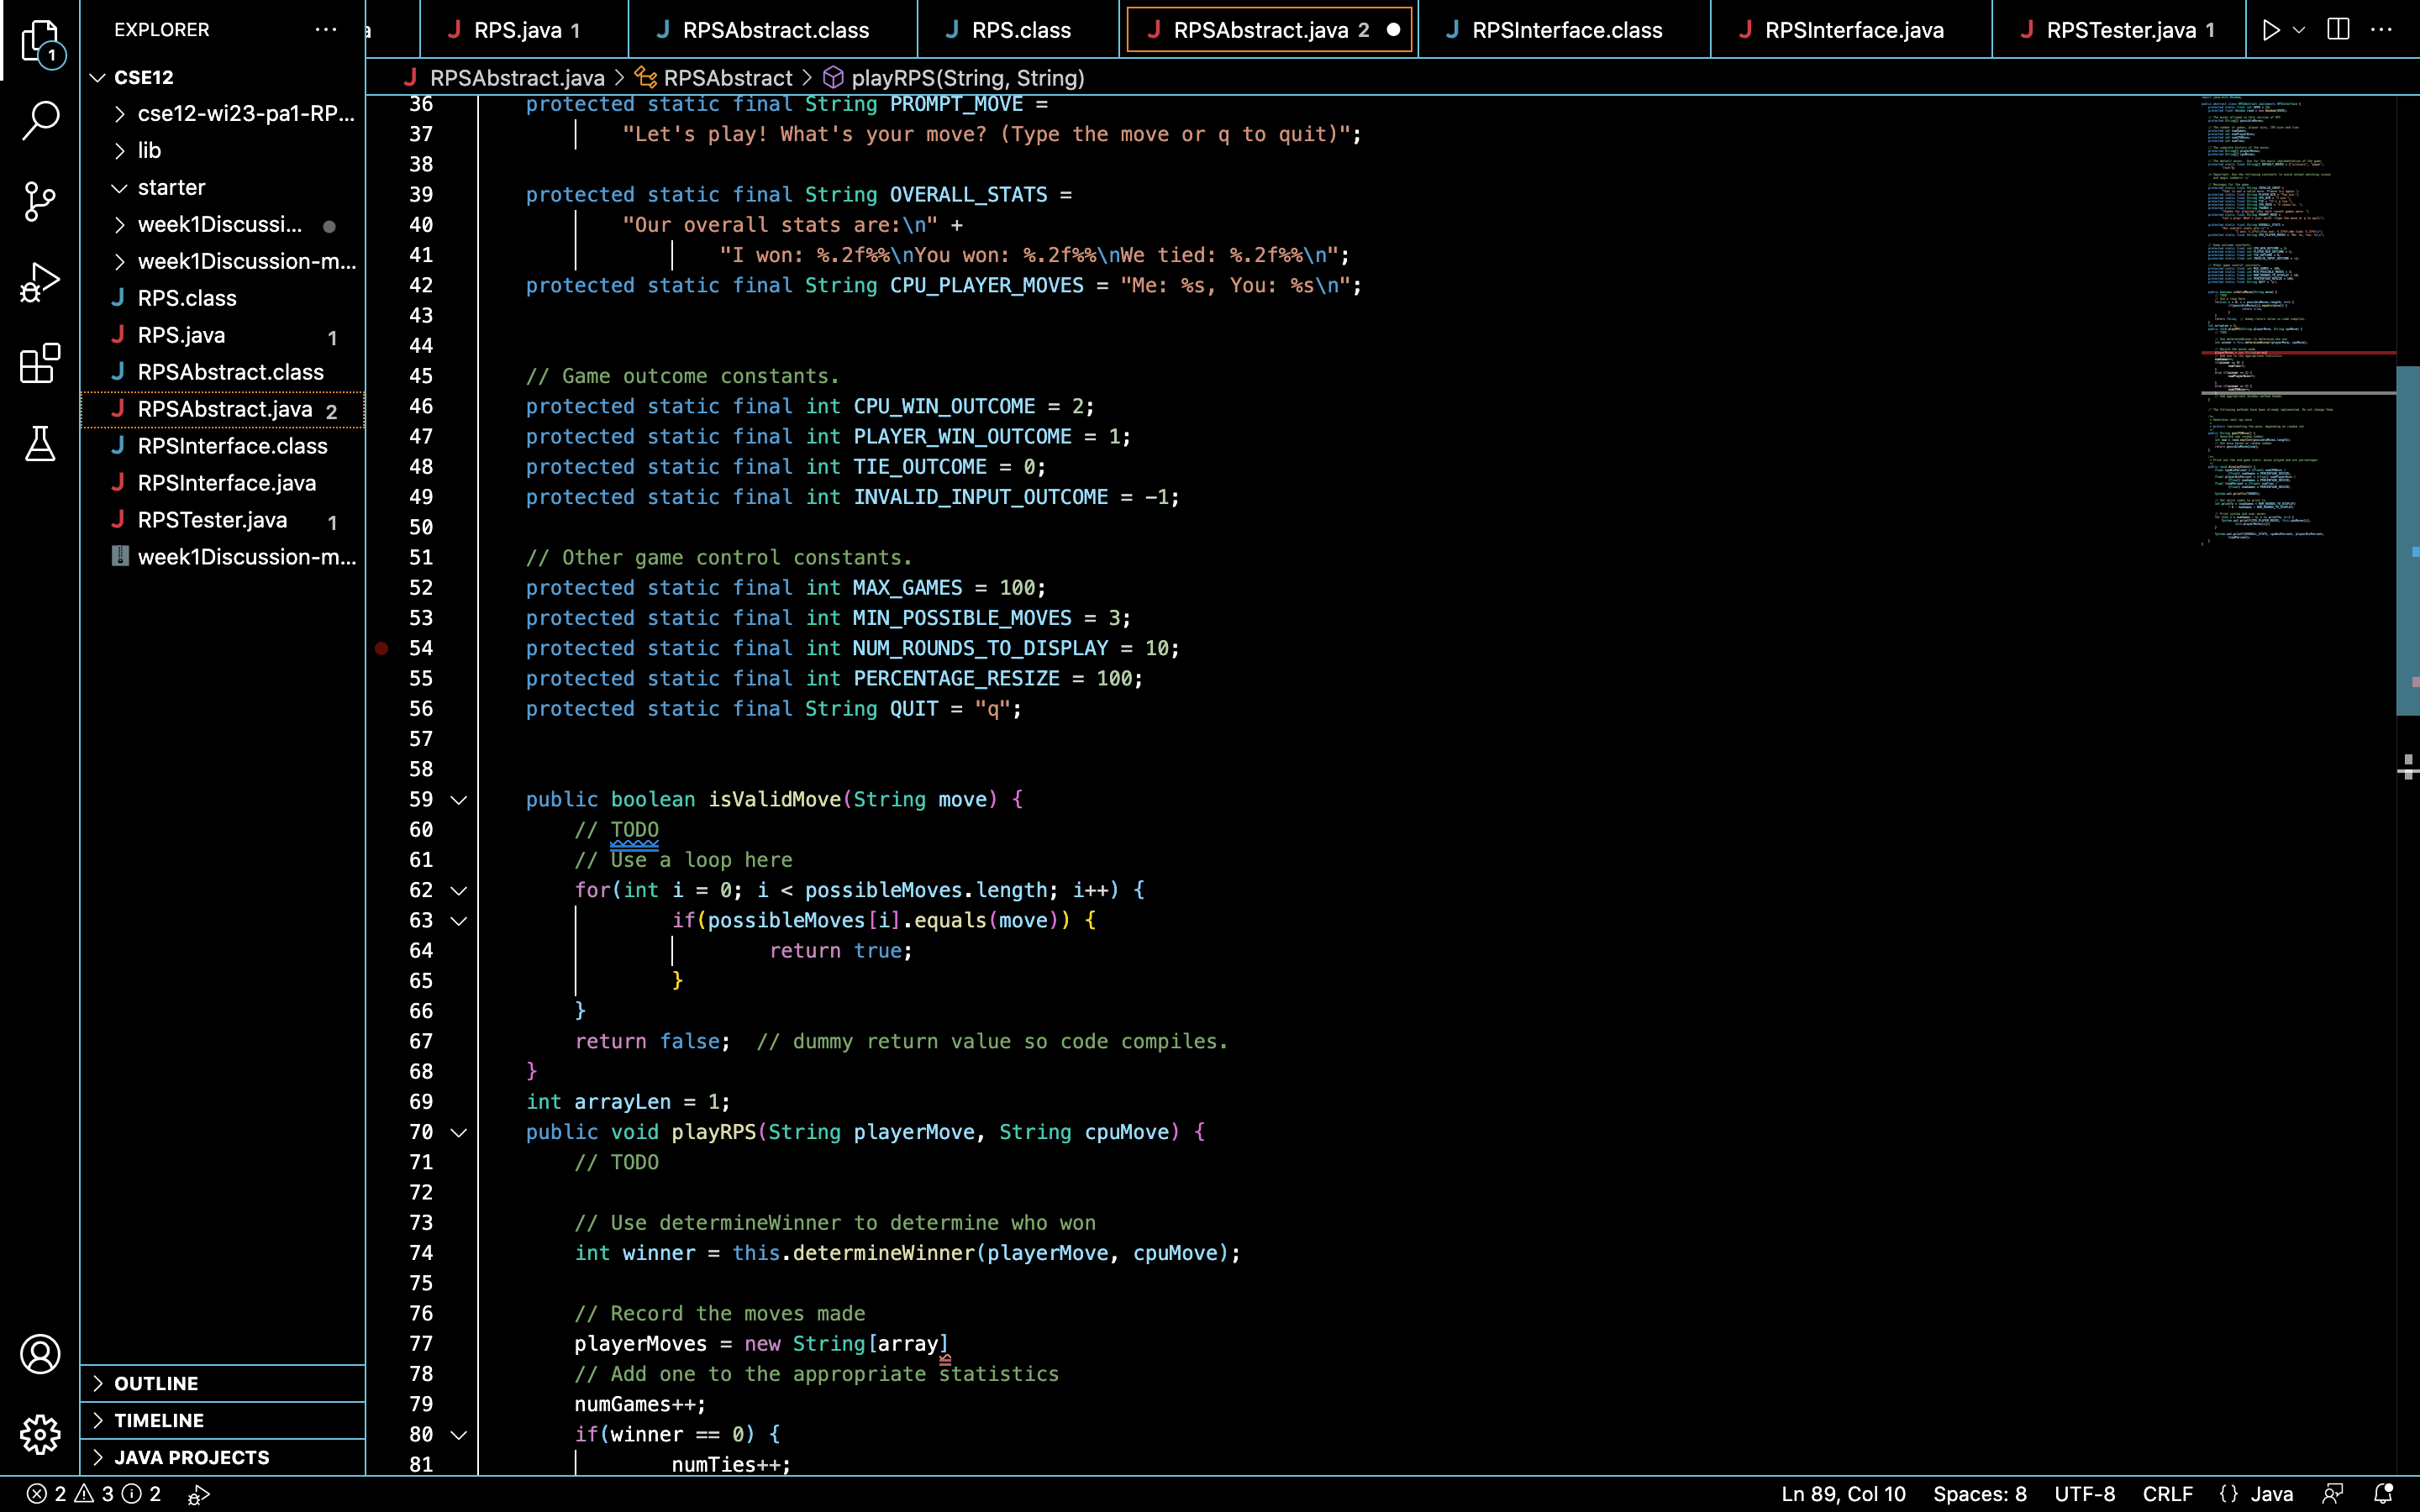 EXPLORER
RPS.java 1
RPSAbstract.class
RPS.class
RPSAbstract.java 2
RPSInterface.class
RPSInterface.java
RPSTester.java 1
CSE12
cse12-wi23-pa1-RP...
lib
starter
week1Discussi...
week1Discussion-m...
RPS.class
RPS.java 1
RPSAbstract.class
RPSAbstract.java 2
RPSInterface.class
RPSInterface.java
RPSTester.java 1
week1Discussion-m...
OUTLINE
TIMELINE
JAVA PROJECTS
RPSAbstract.java > RPSAbstract > playRPS(String, String)
36 protected static final String PROMPT_MOVE =
37 "Let's play! What's your move? (Type the move or q to quit)";
38
39 protected static final String OVERALL_STATS =
40 "Our overall stats are:\n" +
41 "I won: %.2f%%\nYou won: %.2f%%\nWe tied: %.2f%%\n";
42 protected static final String CPU_PLAYER_MOVES = "Me: %s, You: %s\n";
43
44
45 // Game outcome constants.
46 protected static final int CPU_WIN_OUTCOME = 2;
47 protected static final int PLAYER_WIN_OUTCOME = 1;
48 protected static final int TIE_OUTCOME = 0;
49 protected static final int INVALID_INPUT_OUTCOME = -1;
50
51 // Other game control constants.
52 protected static final int MAX_GAMES = 100;
53 protected static final int MIN_POSSIBLE_MOVES = 3;
54 protected static final int NUM_ROUNDS_TO_DISPLAY = 10;
55 protected static final int PERCENTAGE_RESIZE = 100;
56 protected static final String QUIT = "q";
57
58
59 public boolean isValidMove(String move) {
60 // TODO
61 // Use a loop here
62 for(int i = 0; i < possibleMoves.length; i++) {
63 if(possibleMoves[i].equals(move)) {
64 return true;
65 }
66 }
67 return false; // dummy return value so code compiles.
68 }
69 int arrayLen = 1;
70 public void playRPS(String playerMove, String cpuMove) {
71 // TODO
72
73 // Use determineWinner to determine who won
74 int winner = this.determineWinner(playerMove, cpuMove);
75
76 // Record the moves made
77 playerMoves = new String[array]
78 // Add one to the appropriate statistics
79 numGames++;
80 if(winner == 0) {
81 numTies++;
2 3 2
Ln 89, Col 10 Spaces: 8 UTF-8 CRLF {} Java